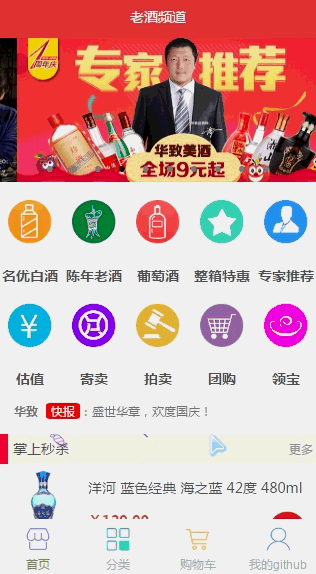 老酒频道
1
周年庆
专家 推荐
华致美酒
全场9元起
名优白酒 陈年老酒 葡萄酒 整箱特惠 专家推荐
估值 寄卖 拍卖 团购 领宝
华致 快报：盛世华章，欢度国庆！
掌上秒杀 更多
洋河 蓝色经典 海之蓝 42度 480ml
首页 分类 购物车 我的github